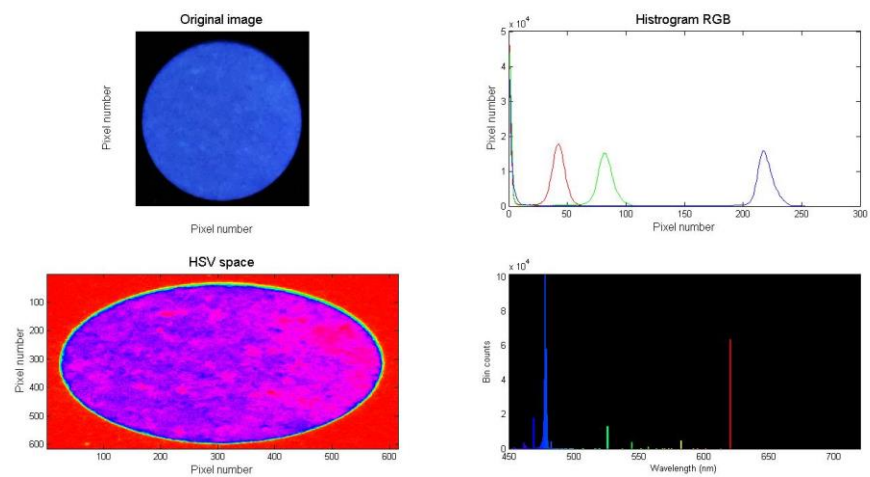 Original image
Pixel number
Pixel number
Histrogram RGB
x 10^4
5
4
3
2
1
0
Pixel number
0 50 100 150 200 250 300
Pixel number
HSV space
100
200
300
400
500
600
Pixel number
100 200 300 400 500 600
Pixel number
x 10^4
10
8
6
4
2
0
Bin counts
450 500 550 600 650 700
Wavelength (nm)